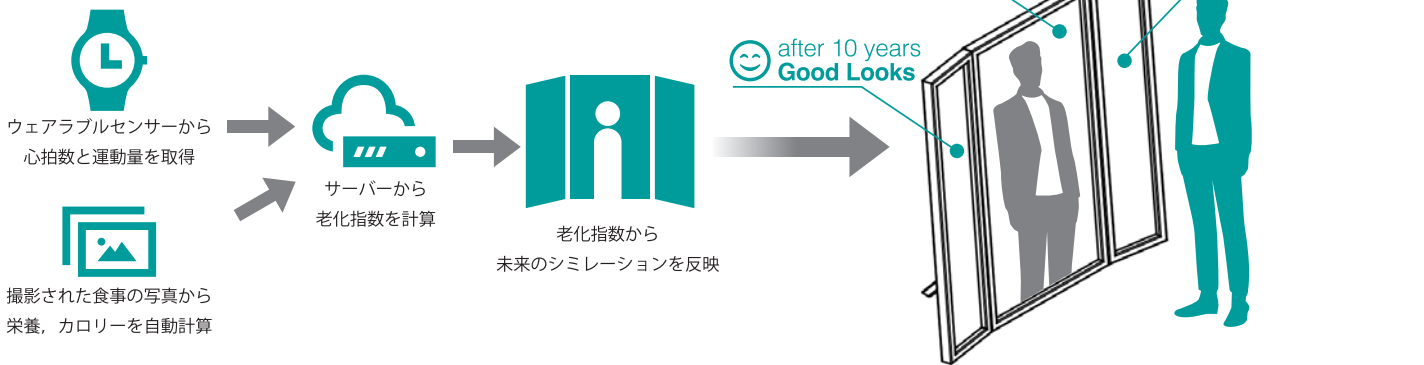 ウェアラブルセンサーから
心拍数と運動量を取得
撮影された食事の写真から
栄養，カロリーを自動計算
サーバーから
老化指数を計算
老化指数から
未来のシミレーションを反映
after 10 years
Good Looks